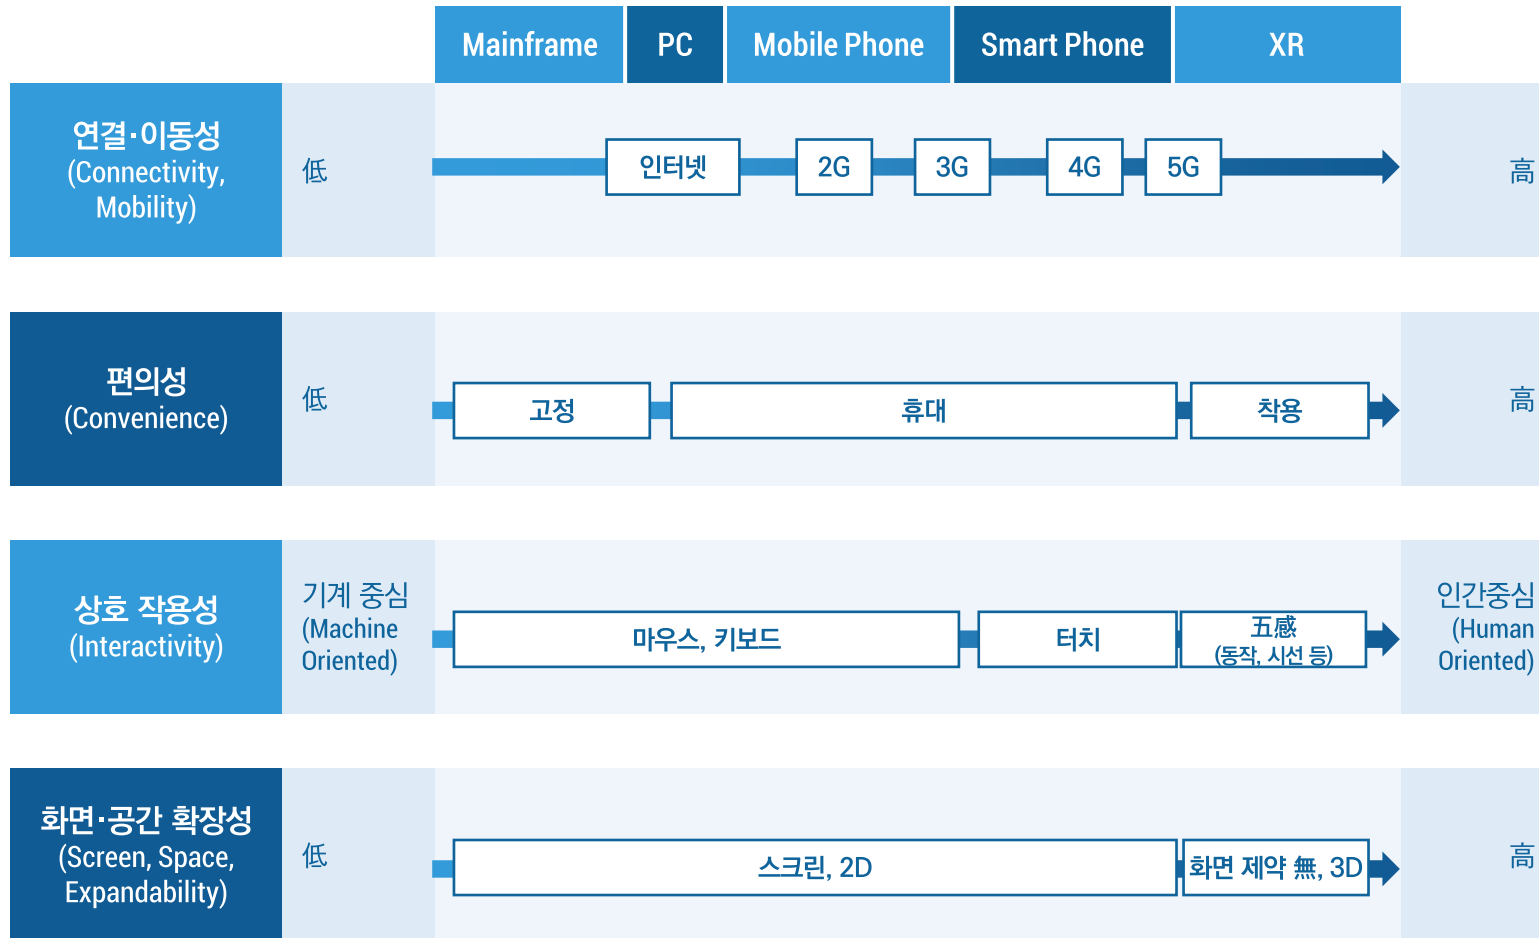 Mainframe PC Mobile Phone Smart Phone XR
연결·이동성
(Connectivity,
Mobility)
低
인터넷 2G 3G 4G 5G
高
편의성
(Convenience)
低
고정 휴대 착용
高
상호 작용성
(Interactivity)
기계 중심
(Machine
Oriented)
마우스, 키보드 터치 五感
(동작, 시선 등)
인간중심
(Human
Oriented)
화면·공간 확장성
(Screen, Space,
Expandability)
低
스크린, 2D 화면 제약 無, 3D
高